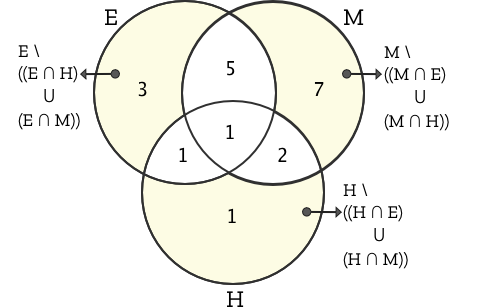 E
M
E \
((E ∩ H)
∪
(E ∩ M))
3
5
7
M \
((M ∩ E)
∪
(M ∩ H))
1
1
2
1
H \
((H ∩ E)
∪
(H ∩ M))
H